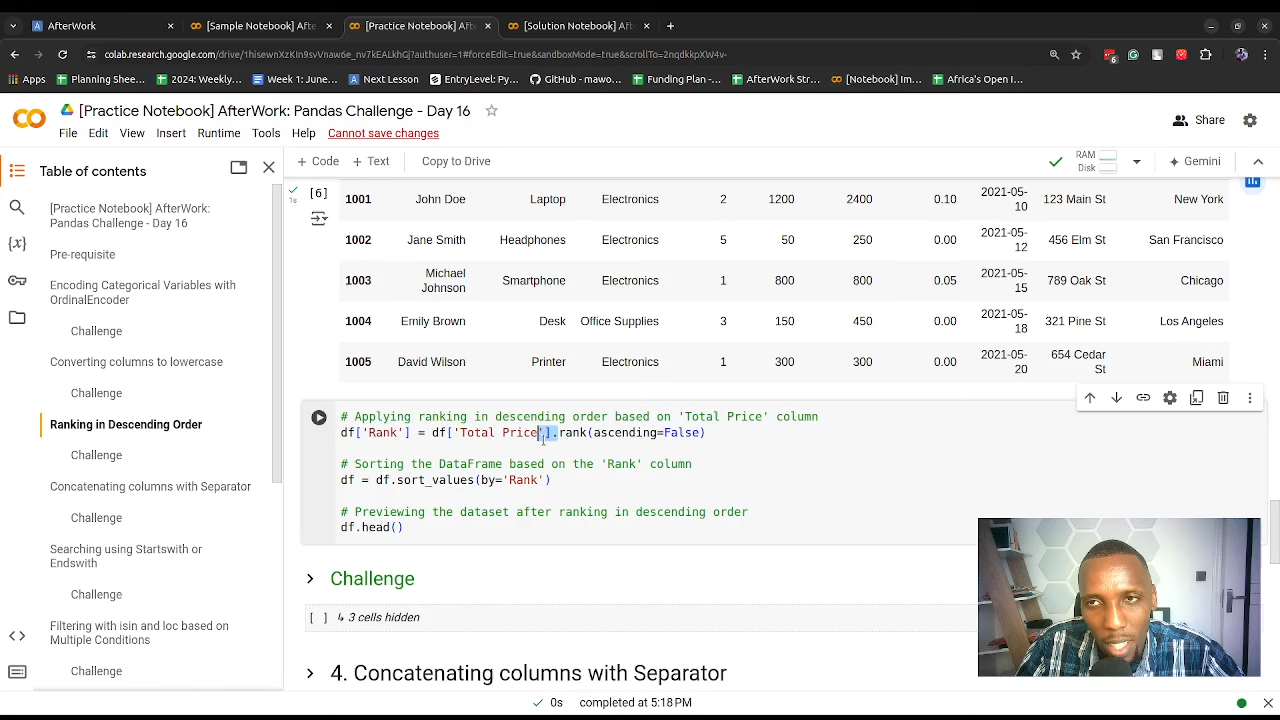 AfterWork
[Sample Notebook] AfterWor
[Practice Notebook] Afte
[Solution Notebook] Afte
colab.research.google.com/drive/1hisewnXzKIn9svVnaw6e_nv7kEALkhGj?authuser=1#forceEdit=true&sandboxMode=true&scrollTo=2nqdkkpXW4v-
6
Apps
Planning Shee...
2024: Weekly...
Week 1: June...
Next Lesson
EntryLevel: Py...
GitHub - mawo...
Funding Plan -...
AfterWork Str...
[Notebook] Im...
Africa's Open I...
[Practice Notebook] AfterWork: Pandas Challenge - Day 16
File Edit View Insert Runtime Tools Help Cannot save changes
Share
Table of contents
+ Code + Text Copy to Drive
RAM
Disk
Gemini
[Practice Notebook] AfterWork:
Pandas Challenge - Day 16
Pre-requisite
Encoding Categorical Variables with
OrdinalEncoder
Challenge
Converting columns to lowercase
Challenge
Ranking in Descending Order
Challenge
Concatenating columns with Separator
Challenge
Searching using Startswith or
Endswith
Challenge
Filtering with isin and loc based on
Multiple Conditions
Challenge
[6]
1s
1001 John Doe Laptop Electronics 2 1200 2400 0.10 2021-05-10 123 Main St New York
1002 Jane Smith Headphones Electronics 5 50 250 0.00 2021-05-12 456 Elm St San Francisco
1003 Michael Johnson Smartphone Electronics 1 800 800 0.05 2021-05-15 789 Oak St Chicago
1004 Emily Brown Desk Office Supplies 3 150 450 0.00 2021-05-18 321 Pine St Los Angeles
1005 David Wilson Printer Electronics 1 300 300 0.00 2021-05-20 654 Cedar St Miami
# Applying ranking in descending order based on 'Total Price' column
df['Rank'] = df['Total Price'].rank(ascending=False)
# Sorting the DataFrame based on the 'Rank' column
df = df.sort_values(by='Rank')
# Previewing the dataset after ranking in descending order
df.head()
Challenge
[ ] ↳ 3 cells hidden
4. Concatenating columns with Separator
0s completed at 5:18 PM